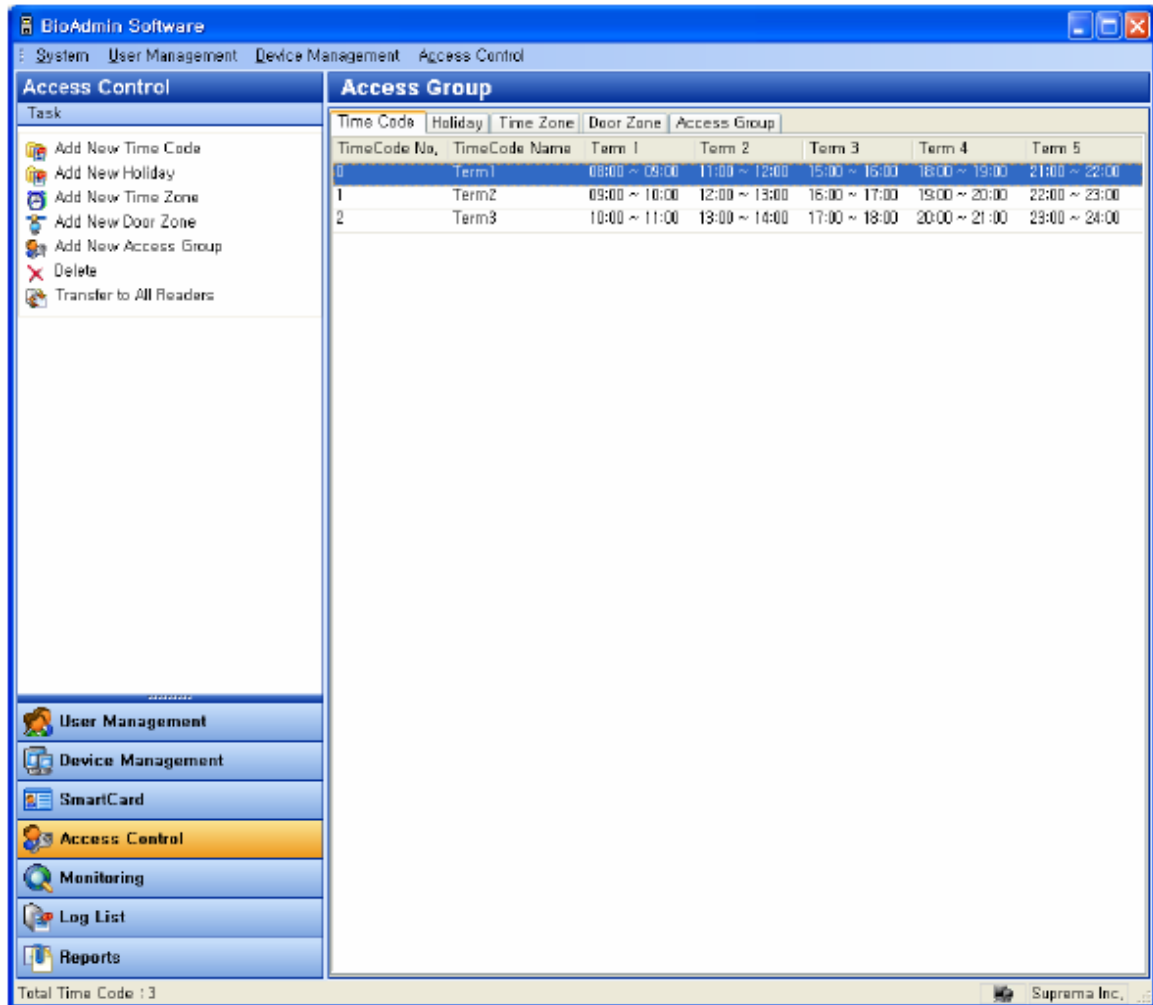 BioAdmin Software
System User Management Device Management Access Control
Access Control
Task
Add New Time Code
Add New Holiday
Add New Time Zone
Add New Door Zone
Add New Access Group
Delete
Transfer to All Readers
User Management
Device Management
SmartCard
Access Control
Monitoring
Log List
Reports
Access Group
Time Code Holiday Time Zone Door Zone Access Group
TimeCode No. TimeCode Name Term 1 Term 2 Term 3 Term 4 Term 5
0 Term1 08:00 ~ 09:00 11:00 ~ 12:00 15:00 ~ 16:00 18:00 ~ 19:00 21:00 ~ 22:00
1 Term2 09:00 ~ 10:00 12:00 ~ 13:00 16:00 ~ 17:00 19:00 ~ 20:00 22:00 ~ 23:00
2 Term3 10:00 ~ 11:00 13:00 ~ 14:00 17:00 ~ 18:00 20:00 ~ 21:00 23:00 ~ 24:00
Total Time Code : 3
Suprema Inc.